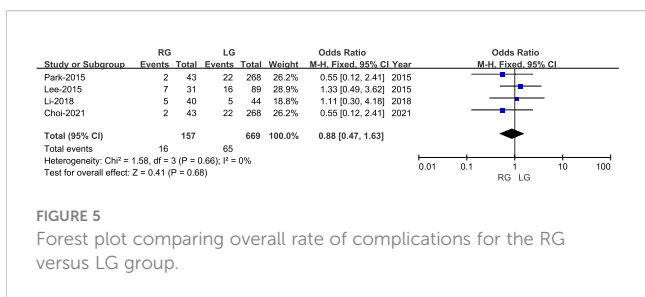 RG LG Odds Ratio Odds Ratio
Study or Subgroup Events Total Events Total Weight M-H, Fixed, 95% CI Year M-H, Fixed, 95% CI
Park-2015 2 43 22 268 26.2% 0.55 [0.12, 2.41] 2015
Lee-2015 7 31 16 89 28.9% 1.33 [0.49, 3.62] 2015
Li-2018 5 40 5 44 18.8% 1.11 [0.30, 4.18] 2018
Choi-2021 2 43 22 268 26.2% 0.55 [0.12, 2.41] 2021
Total (95% CI) 157 669 100.0% 0.88 [0.47, 1.63]
Total events 16 65
Heterogeneity: Chi² = 1.58, df = 3 (P = 0.66); I² = 0%
Test for overall effect: Z = 0.41 (P = 0.68)
0.01 0.1 1 10 100
RG LG
FIGURE 5
Forest plot comparing overall rate of complications for the RG
versus LG group.